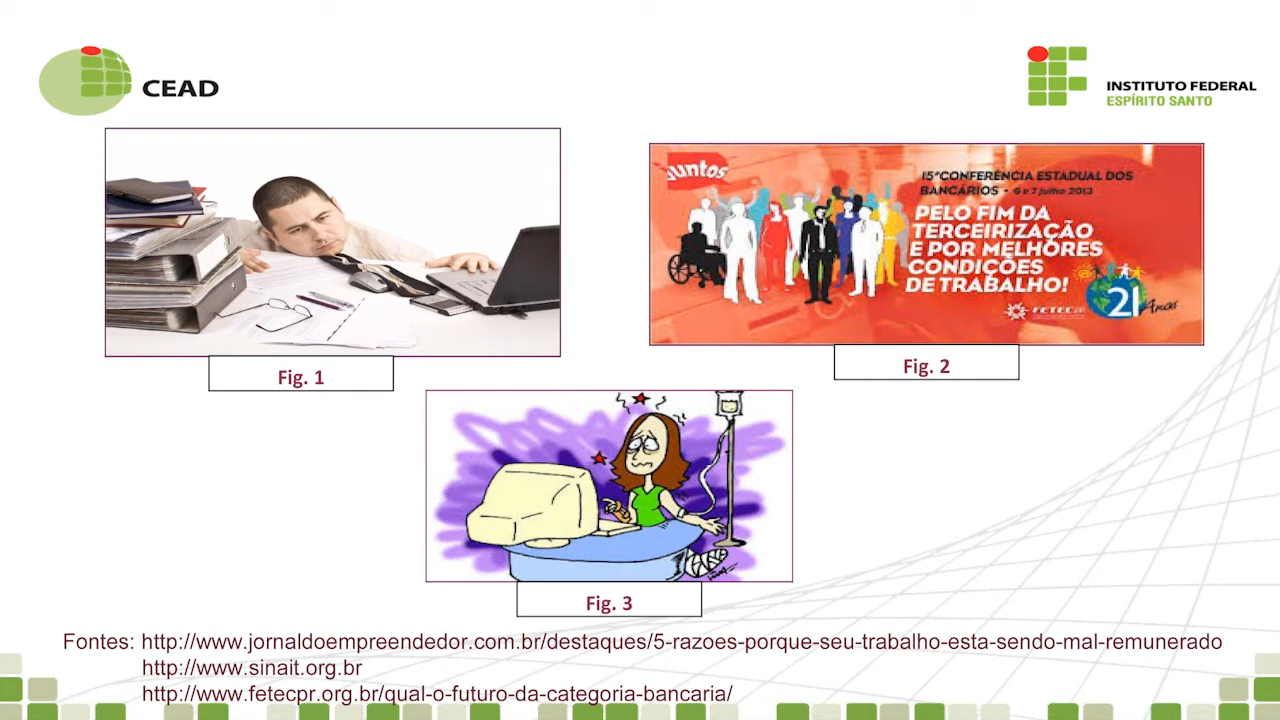 CEAD
INSTITUTO FEDERAL
ESPÍRITO SANTO
juntos
15ª CONFERÊNCIA ESTADUAL DOS
BANCÁRIOS • 6 e 7 julho 2013
PELO FIM DA
TERCEIRIZAÇÃO
E POR MELHORES
CONDIÇÕES
DE TRABALHO!
FETEC
21
Anos
Fig. 1
Fig. 2
Fig. 3
Fontes: http://www.jornaldoempreendedor.com.br/destaques/5-razoes-porque-seu-trabalho-esta-sendo-mal-remunerado
http://www.sinait.org.br
http://www.fetecpr.org.br/qual-o-futuro-da-categoria-bancaria/